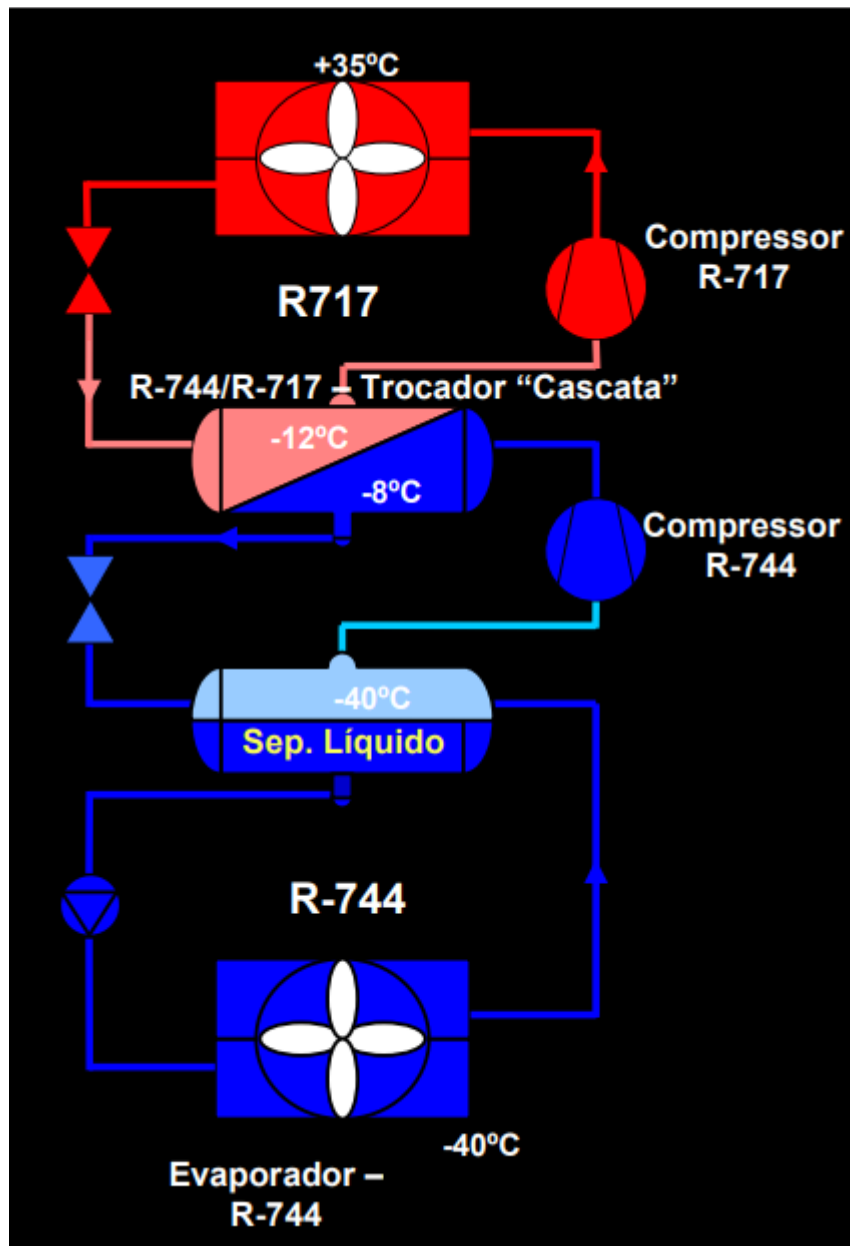 +35ºC
Compressor
R-717
R717
R-744/R-717 – Trocador “Cascata”
-12ºC
-8ºC
Compressor
R-744
-40ºC
Sep. Líquido
R-744
-40ºC
Evaporador –
R-744